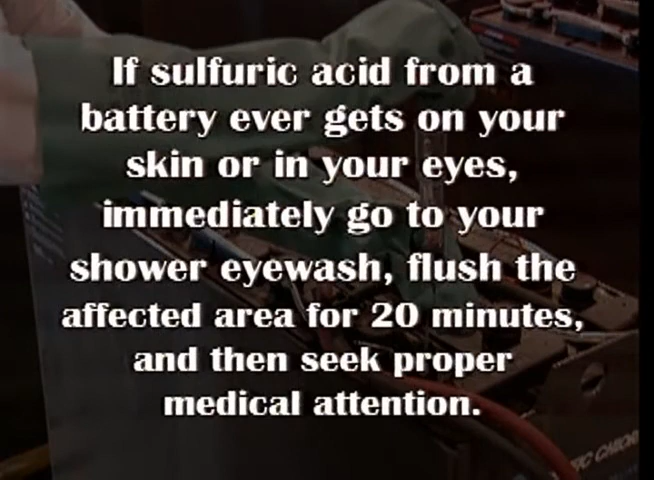 If sulfuric acid from a
battery ever gets on your
skin or in your eyes,
immediately go to your
shower eyewash, flush the
affected area for 20 minutes,
and then seek proper
medical attention.